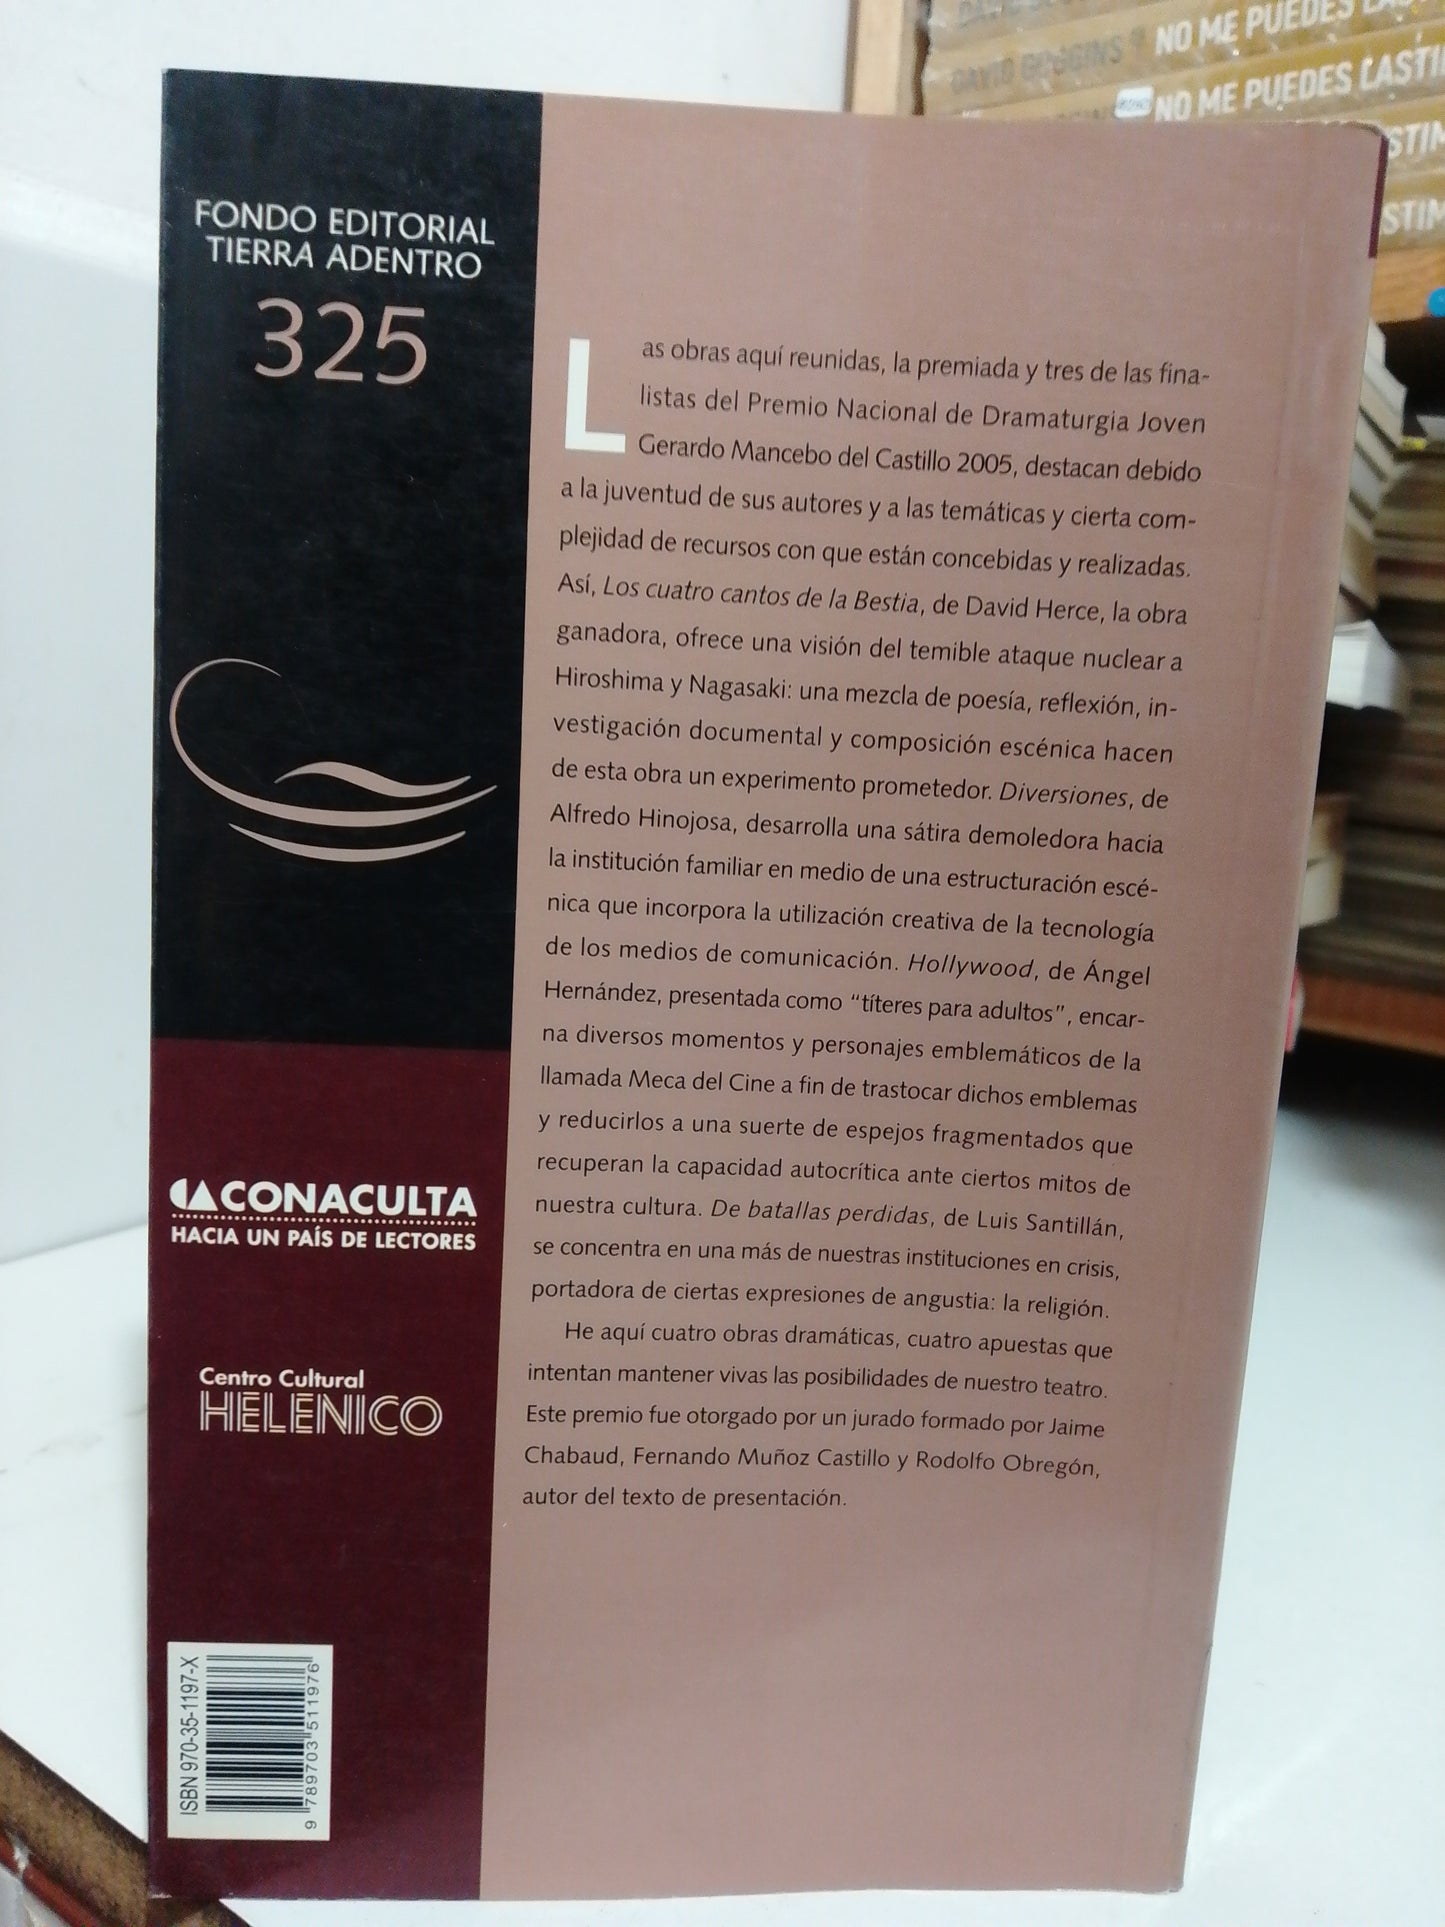 FONDO EDITORIAL
TIERRA ADENTRO
325
Las obras aquí reunidas, la premiada y tres de las fina-
listas del Premio Nacional de Dramaturgia Joven
Gerardo Mancebo del Castillo 2005, destacan debido
a la juventud de sus autores y a las temáticas y cierta com-
plejidad de recursos con que están concebidas y realizadas.
Así, Los cuatro cantos de la Bestia, de David Herce, la obra
ganadora, ofrece una visión del temible ataque nuclear a
Hiroshima y Nagasaki: una mezcla de poesía, reflexión, in-
vestigación documental y composición escénica hacen
de esta obra un experimento prometedor. Diversiones, de
Alfredo Hinojosa, desarrolla una sátira demoledora hacia
la institución familiar en medio de una estructuración escé-
nica que incorpora la utilización creativa de la tecnología
de los medios de comunicación. Hollywood, de Ángel
Hernández, presentada como “títeres para adultos”, encar-
na diversos momentos y personajes emblemáticos de la
llamada Meca del Cine a fin de trastocar dichos emblemas
y reducirlos a una suerte de espejos fragmentados que
recuperan la capacidad autocrítica ante ciertos mitos de
nuestra cultura. De batallas perdidas, de Luis Santillán,
se concentra en una más de nuestras instituciones en crisis,
portadora de ciertas expresiones de angustia: la religión.
He aquí cuatro obras dramáticas, cuatro apuestas que
intentan mantener vivas las posibilidades de nuestro teatro.
Este premio fue otorgado por un jurado formado por Jaime
Chabaud, Fernando Muñoz Castillo y Rodolfo Obregón,
autor del texto de presentación.
CONACULTA
HACIA UN PAÍS DE LECTORES
Centro Cultural
HELENICO
ISBN 970-35-1197-X
9 789703 511976
NO ME PUEDES
DAVID GOGGINS
NO ME PUEDES LASTIM
STIM
STIM